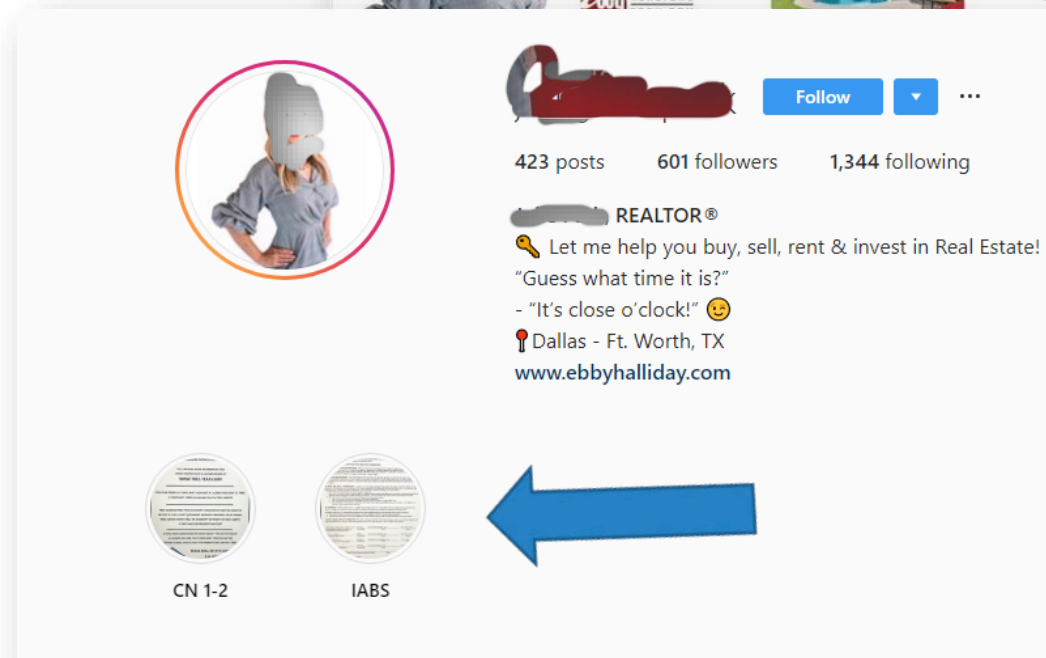 Follow
423 posts 601 followers 1,344 following
REALTOR®
🔑 Let me help you buy, sell, rent & invest in Real Estate!
“Guess what time it is?”
- “It’s close o’clock!” 😉
📍Dallas - Ft. Worth, TX
www.ebbyhalliday.com
CN 1-2 IABS